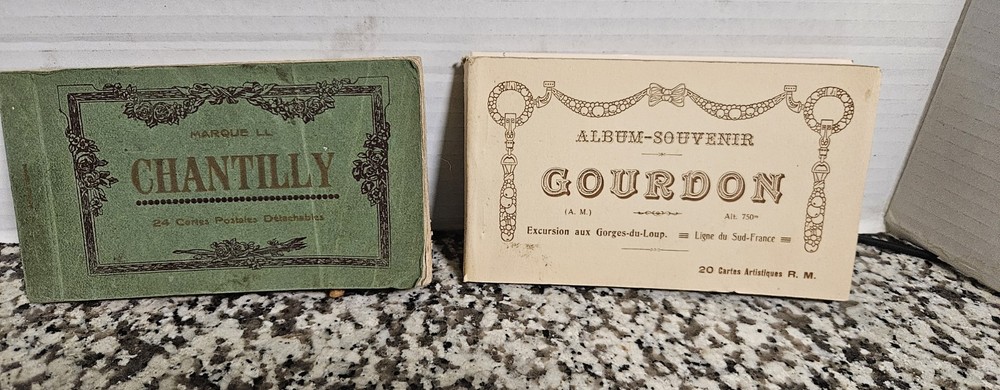 MARQUE LL
CHANTILLY
24 Cartes Postales Détachables
ALBUM-SOUVENIR
GOURDON
(A. M.) Alt. 750m
Excursion aux Gorges-du-Loup. Ligne du Sud-France
20 Cartes Artistiques R. M.